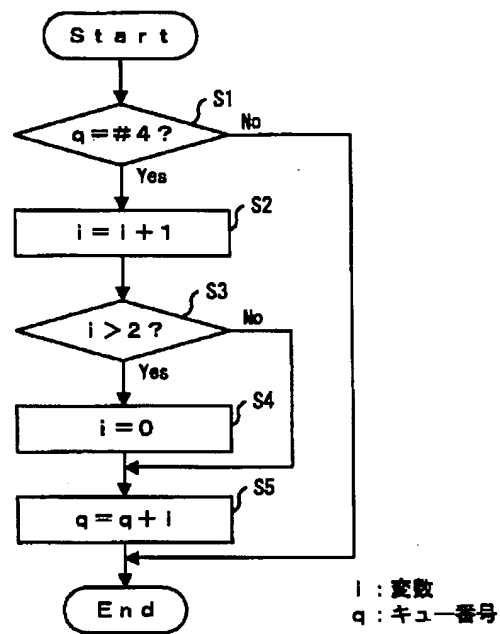 Start
S1
q=#4?
No
Yes
S2
i=i+1
S3
i>2?
No
Yes
S4
i=0
S5
q=q+i
End
i:変数
q:キュー番号